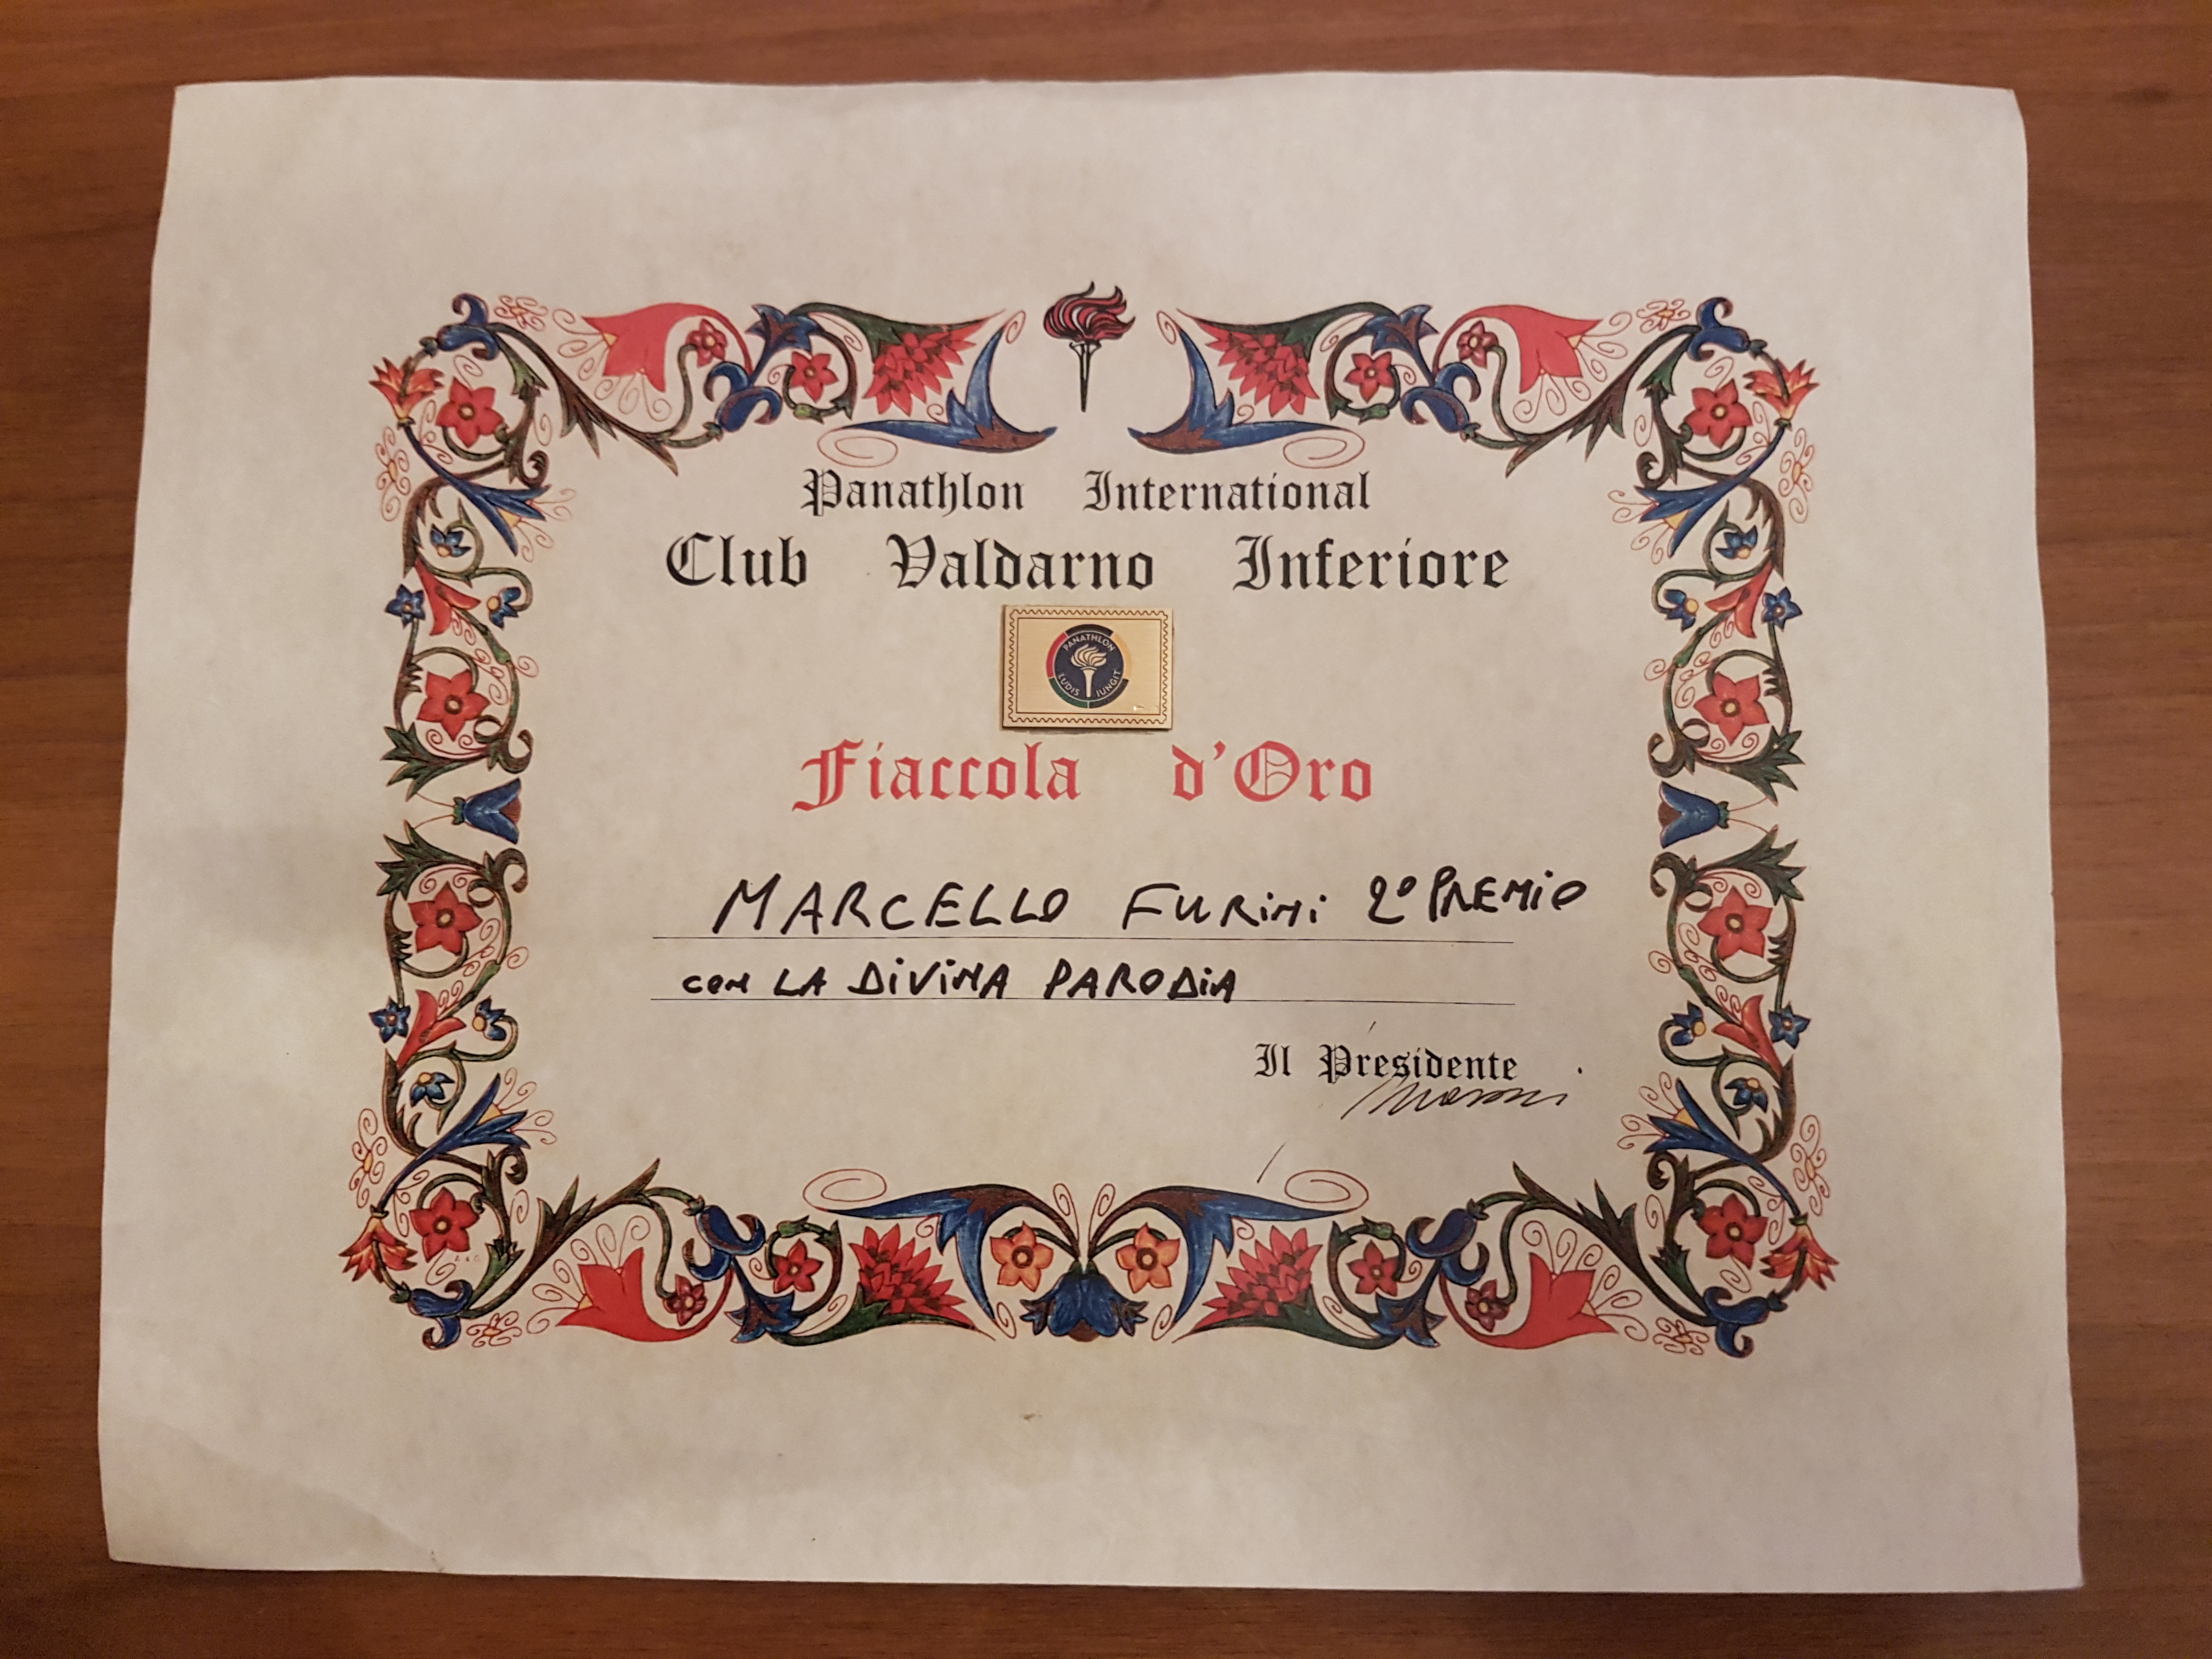 Panathlon International
Club Valdarno Inferiore
PANATHLON
LUDIS IUNGIT
Fiaccola d'Oro
MARCELLO FURINI 2° PREMIO
con LA DIVINA PARODIA
Il Presidente